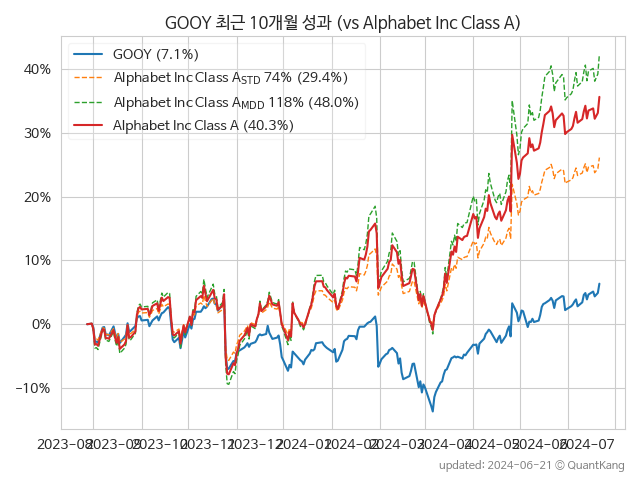 GOOY 최근 10개월 성과 (vs Alphabet Inc Class A)
GOOY (7.1%)
Alphabet Inc Class A_STD 74% (29.4%)
Alphabet Inc Class A_MDD 118% (48.0%)
Alphabet Inc Class A (40.3%)
40%
30%
20%
10%
0%
−10%
2023-08 2023-09 2023-10 2023-11 2023-12 2024-01 2024-02 2024-03 2024-04 2024-05 2024-06 2024-07
updated: 2024-06-21 © QuantKang